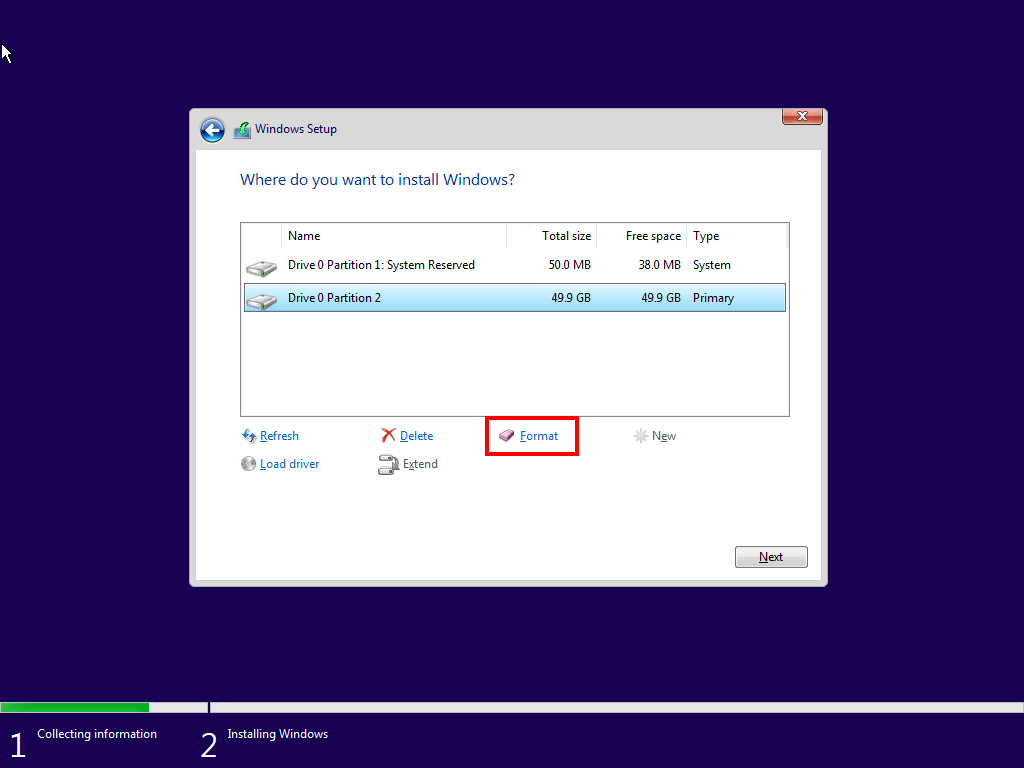 Windows Setup
Where do you want to install Windows?
Name Total size Free space Type
Drive 0 Partition 1: System Reserved 50.0 MB 38.0 MB System
Drive 0 Partition 2 49.9 GB 49.9 GB Primary
Refresh Delete Format New
Load driver Extend
Next
1 Collecting information 2 Installing Windows